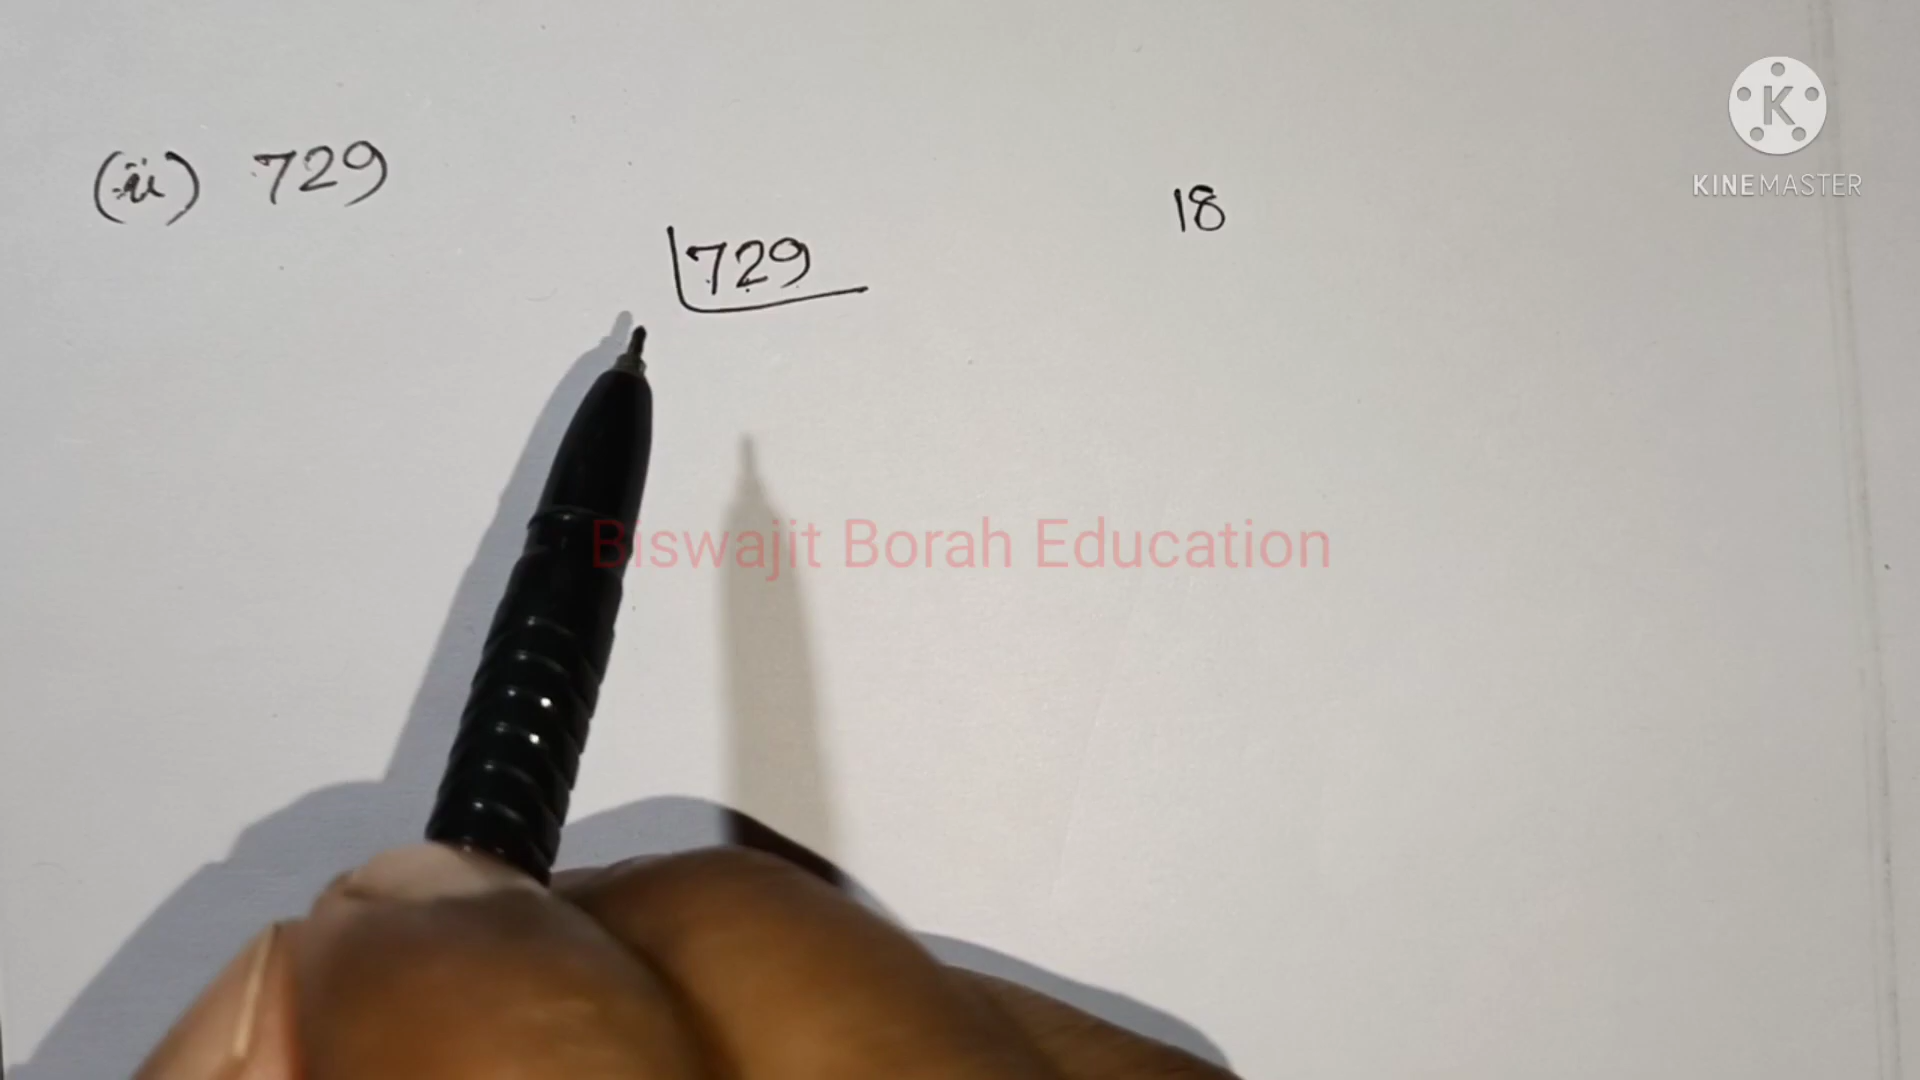 (ii) 729
729
18
K
KINEMASTER
Biswajit Borah Education